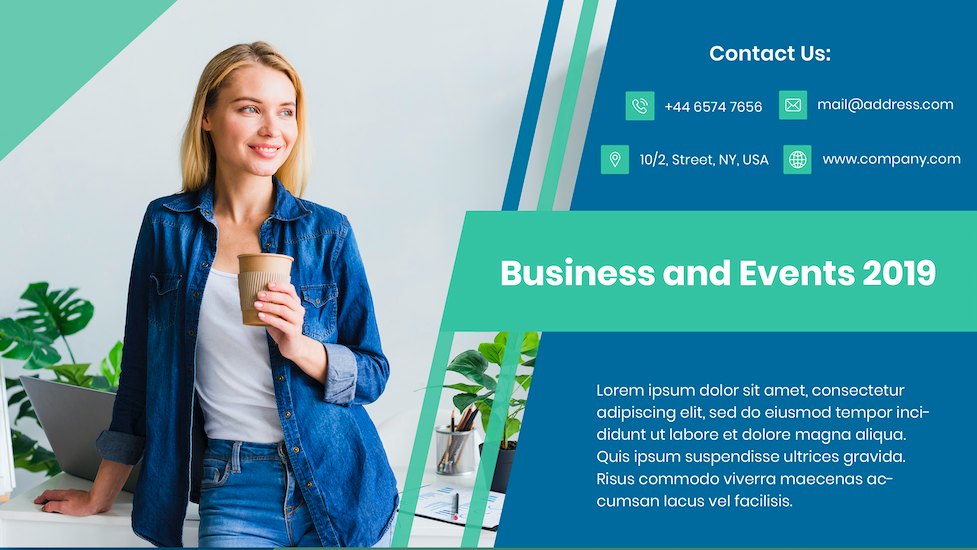 Contact Us:
+44 6574 7656
mail@address.com
10/2, Street, NY, USA
www.company.com
Business and Events 2019
Lorem ipsum dolor sit amet, consectetur
adipiscing elit, sed do eiusmod tempor inci-
didunt ut labore et dolore magna aliqua.
Quis ipsum suspendisse ultrices gravida.
Risus commodo viverra maecenas ac-
cumsan lacus vel facilisis.